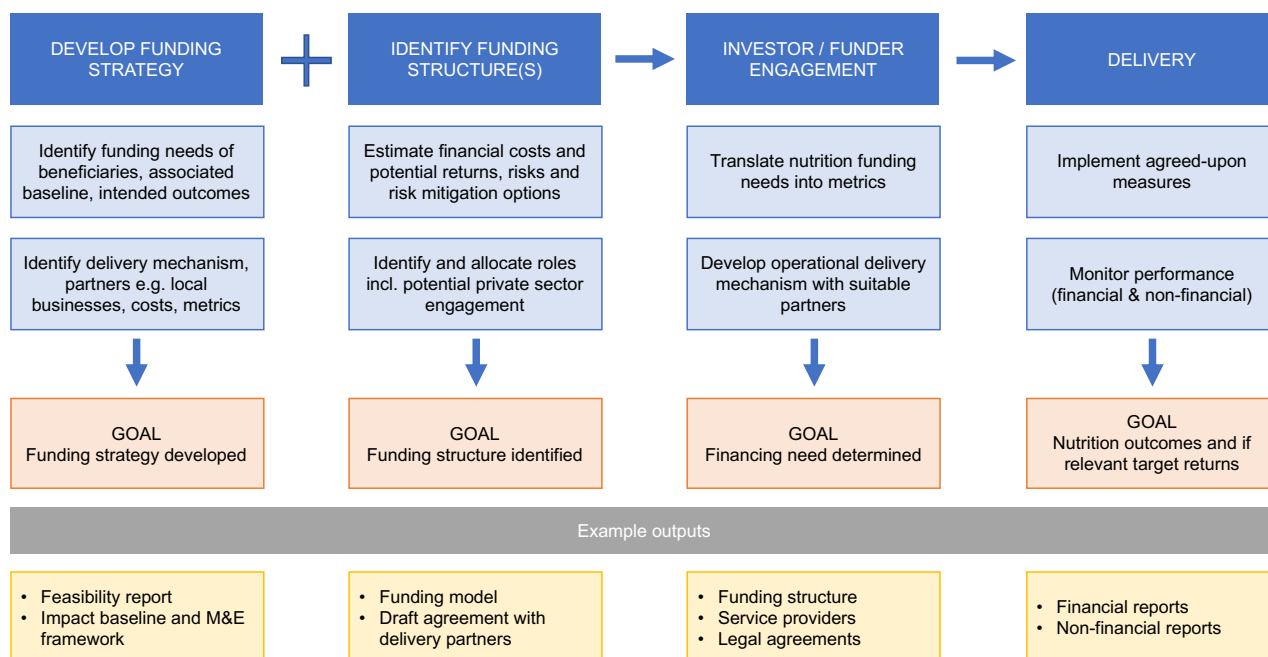 DEVELOP FUNDING
STRATEGY
IDENTIFY FUNDING
STRUCTURE(S)
INVESTOR / FUNDER
ENGAGEMENT
DELIVERY
Identify funding needs of
beneficiaries, associated
baseline, intended outcomes
Estimate financial costs and
potential returns, risks and
risk mitigation options
Translate nutrition funding
needs into metrics
Implement agreed-upon
measures
Identify delivery mechanism,
partners e.g. local
businesses, costs, metrics
Identify and allocate roles
incl. potential private sector
engagement
Develop operational delivery
mechanism with suitable
partners
Monitor performance
(financial & non-financial)
GOAL
Funding strategy developed
GOAL
Funding structure identified
GOAL
Financing need determined
GOAL
Nutrition outcomes and if
relevant target returns
Example outputs
• Feasibility report
• Impact baseline and M&E
framework
• Funding model
• Draft agreement with
delivery partners
• Funding structure
• Service providers
• Legal agreements
• Financial reports
• Non-financial reports